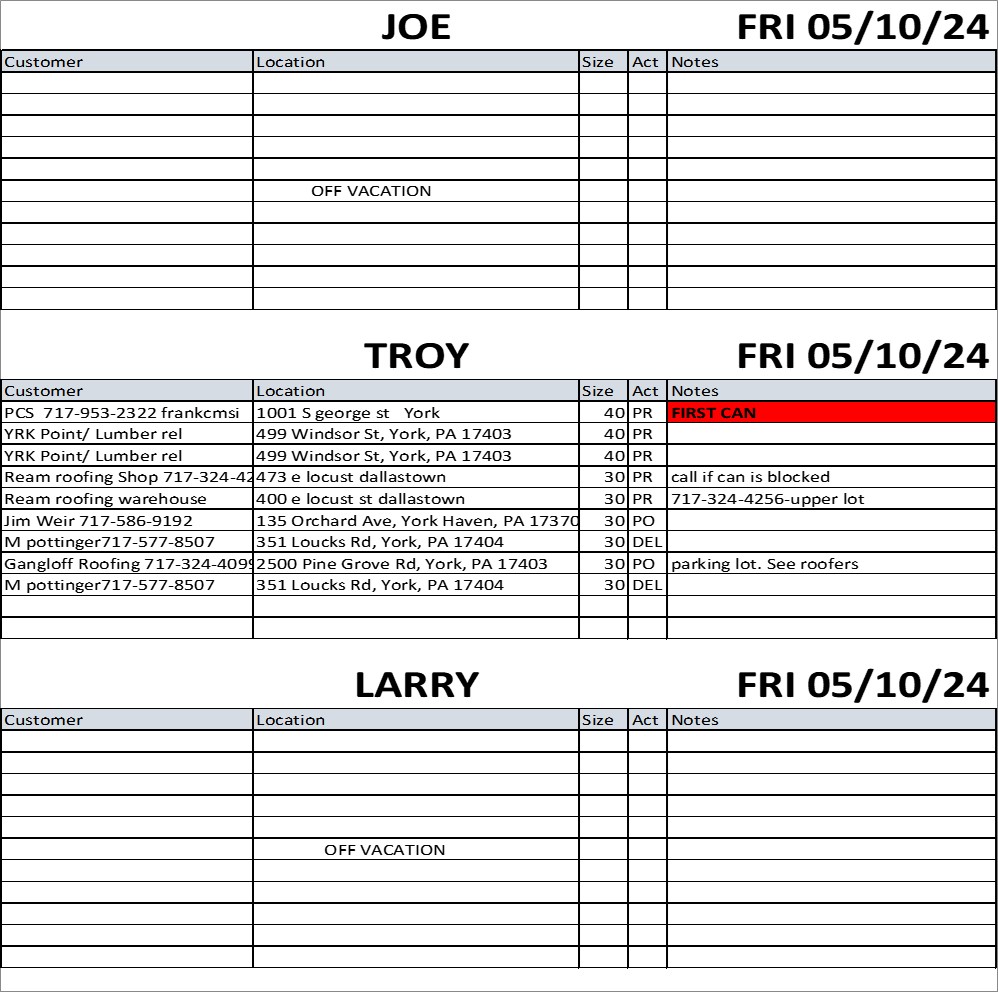 JOE FRI 05/10/24
Customer Location Size Act Notes
OFF VACATION
TROY FRI 05/10/24
Customer Location Size Act Notes
PCS 717-953-2322 frankcmsi 1001 S george st York 40 PR FIRST CAN
YRK Point/ Lumber rel 499 Windsor St, York, PA 17403 40 PR
YRK Point/ Lumber rel 499 Windsor St, York, PA 17403 40 PR
Ream roofing Shop 717-324-42 473 e locust dallastown 30 PR call if can is blocked
Ream roofing warehouse 400 e locust st dallastown 30 PR 717-324-4256-upper lot
Jim Weir 717-586-9192 135 Orchard Ave, York Haven, PA 17370 30 PO
M pottinger717-577-8507 351 Loucks Rd, York, PA 17404 30 DEL
Gangloff Roofing 717-324-4099 2500 Pine Grove Rd, York, PA 17403 30 PO parking lot. See roofers
M pottinger717-577-8507 351 Loucks Rd, York, PA 17404 30 DEL
LARRY FRI 05/10/24
Customer Location Size Act Notes
OFF VACATION